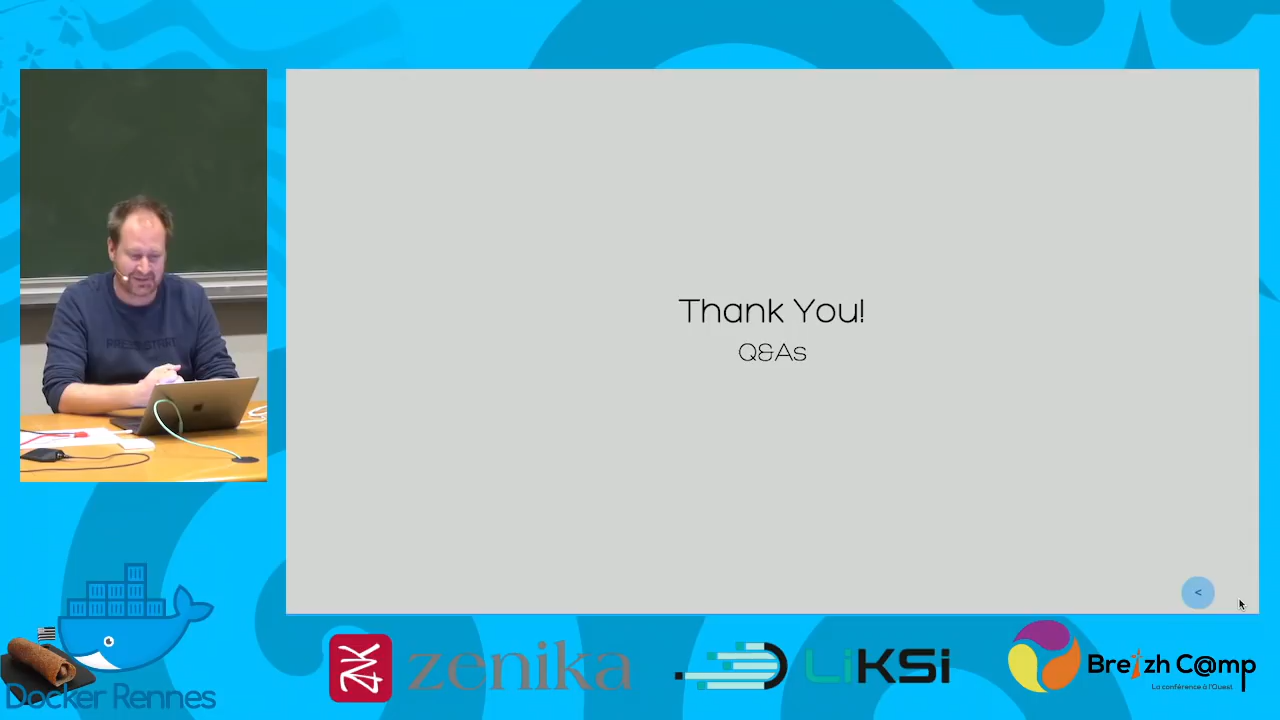 Thank You!
Q&As
<
Docker Rennes
zenika
LiKSi
Breizh C@mp
La conférence à l'Ouest